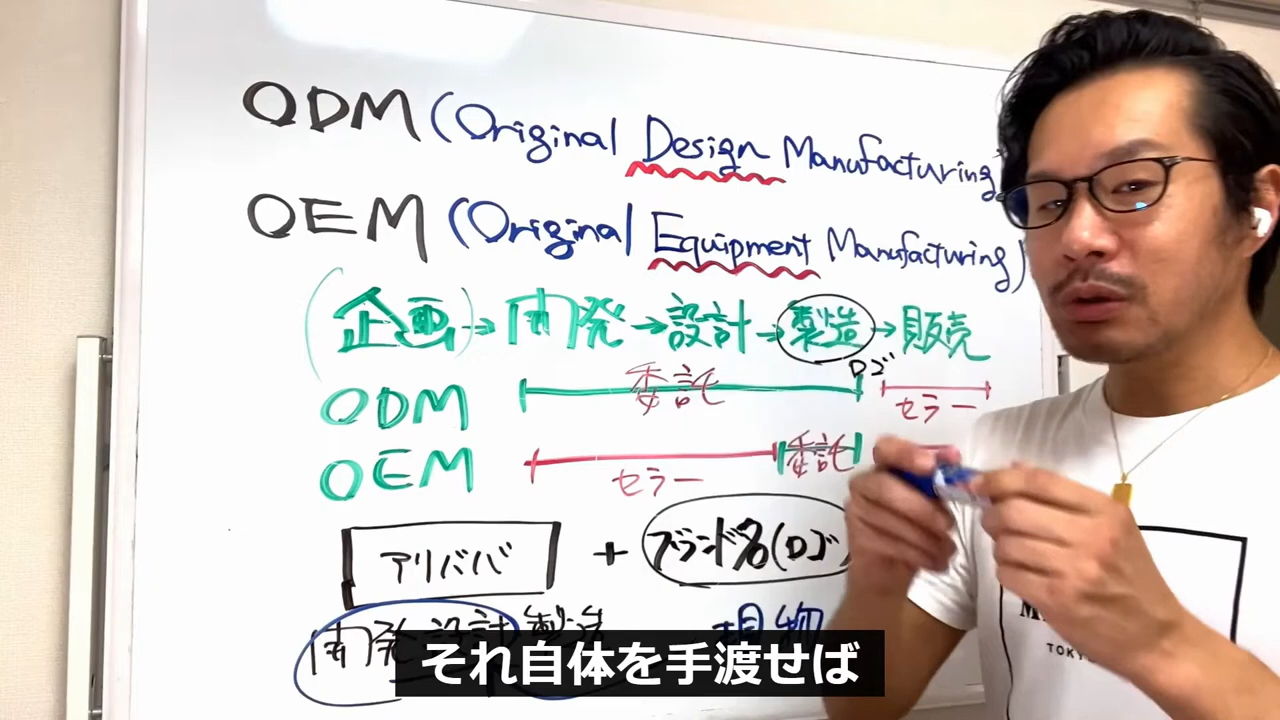 ODM (Original Design Manufacturing)
OEM (Original Equipment Manufacturing)
(企画)→開発→設計→製造→販売
ロゴ
ODM 委託 セラー
OEM セラー 委託
アリババ + ブランド名(ロゴ
開発 設計 製造 現物
それ自体を手渡せば
TOKY